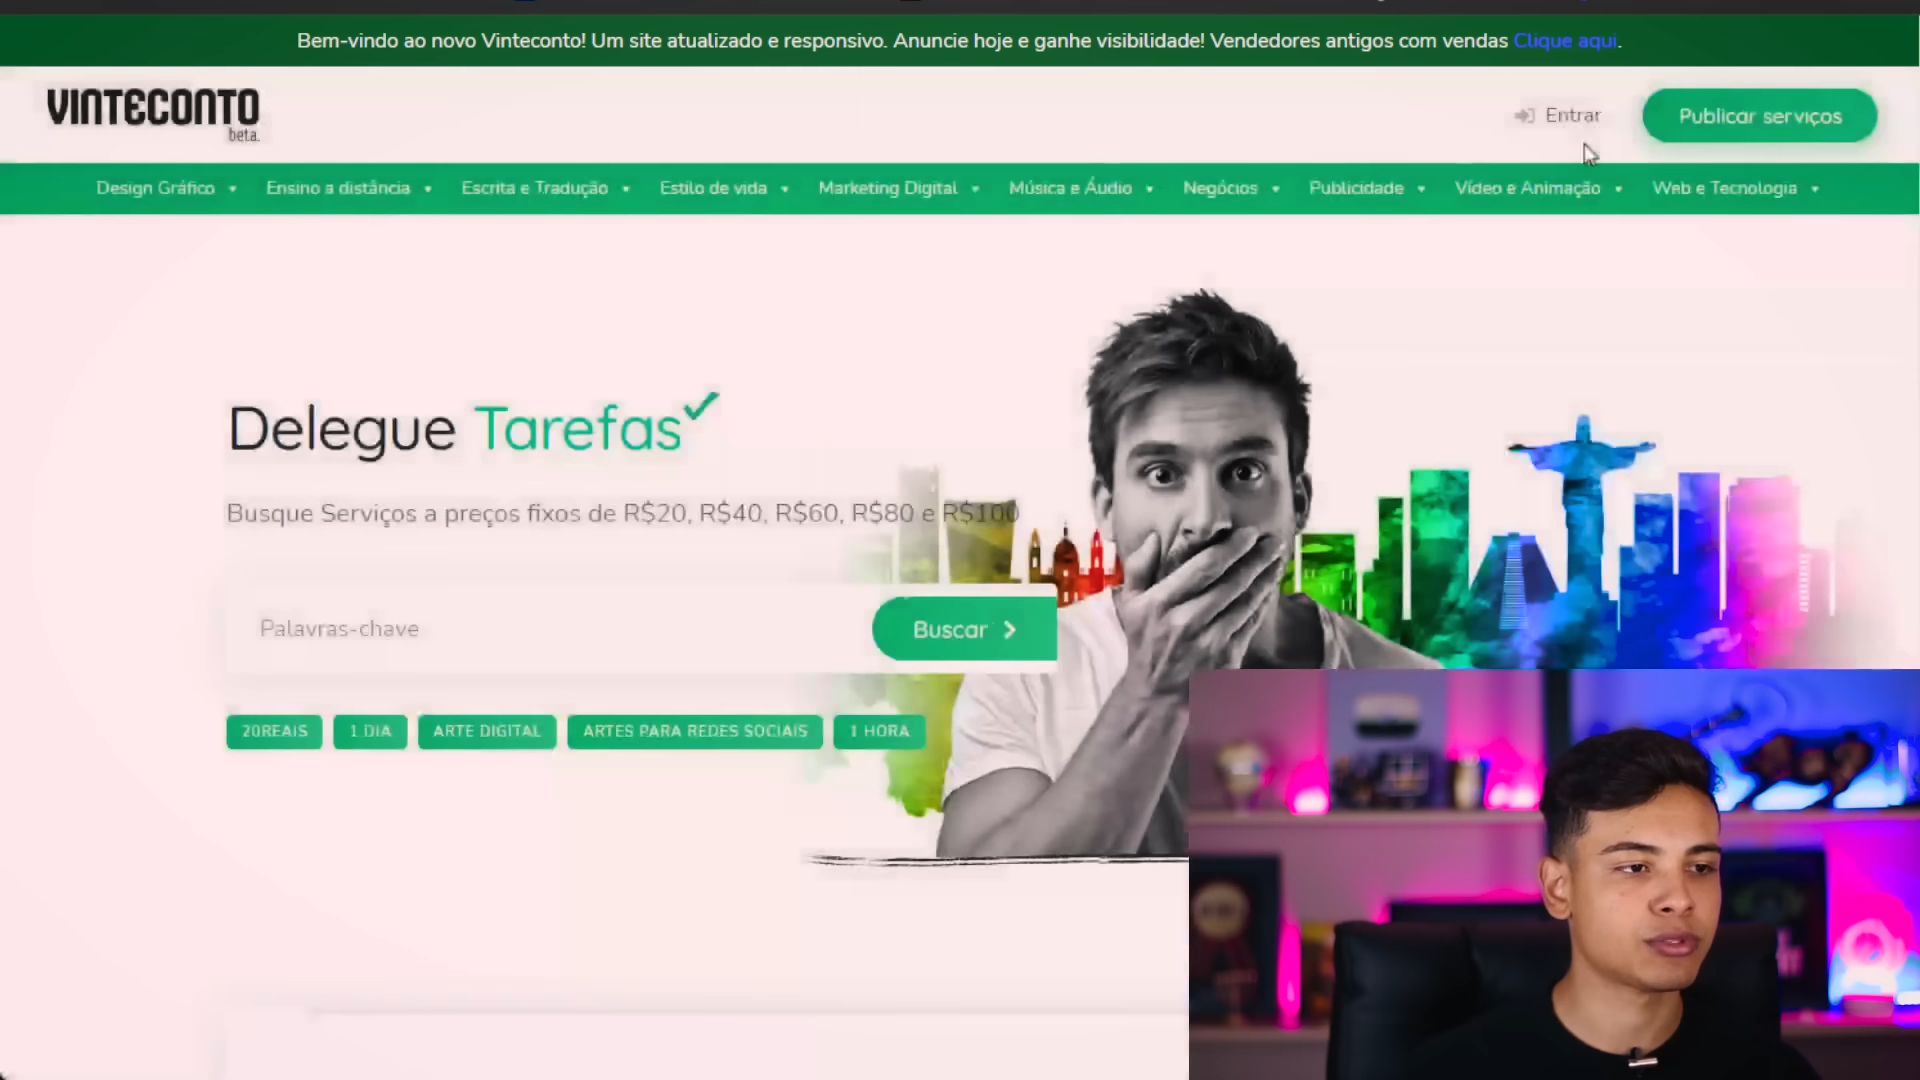 Bem-vindo ao novo Vinteconto! Um site atualizado e responsivo. Anuncie hoje e ganhe visibilidade! Vendedores antigos com vendas Clique aqui.
VINTECONTO
beta.
Entrar
Publicar serviços
Design Gráfico
Ensino a distância
Escrita e Tradução
Estilo de vida
Marketing Digital
Música e Áudio
Negócios
Publicidade
Vídeo e Animação
Web e Tecnologia
Delegue Tarefas
Busque Serviços a preços fixos de R$20, R$40, R$60, R$80 e R$100
Palavras-chave
Buscar
20REAIS
1 DIA
ARTE DIGITAL
ARTES PARA REDES SOCIAIS
1 HORA